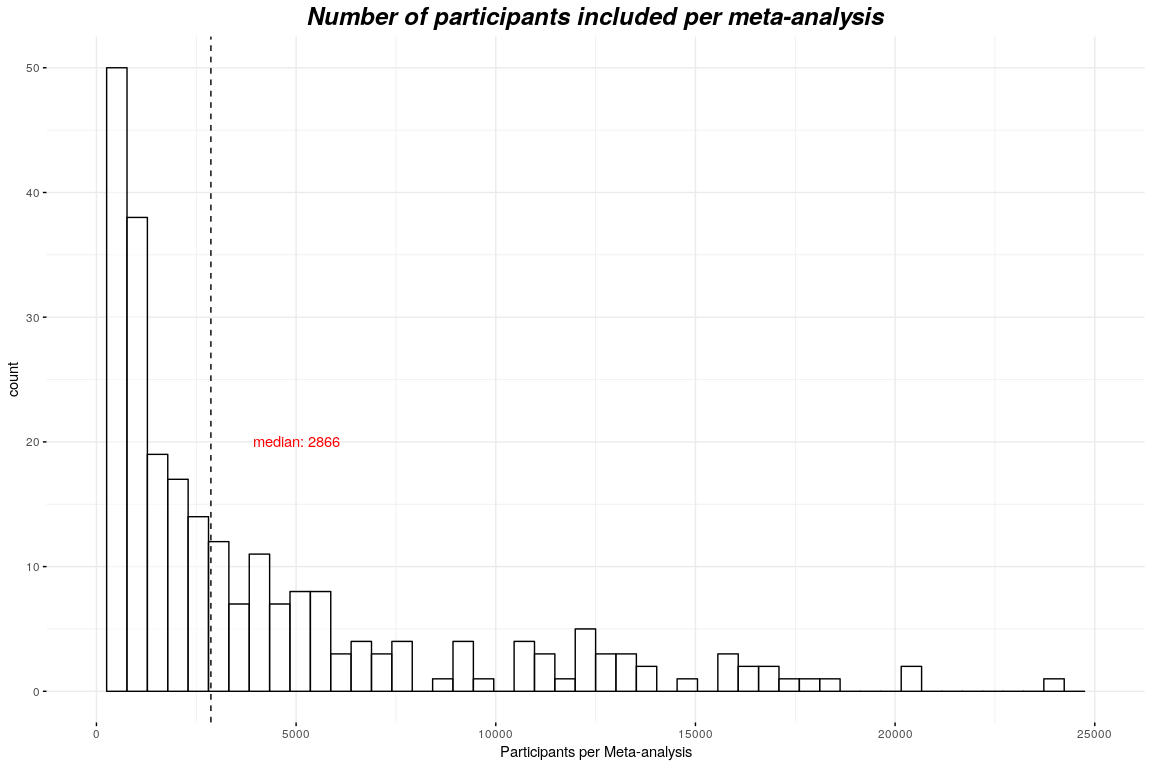 Number of participants included per meta-analysis
50
40
30
20
10
0
count
median: 2866
0 5000 10000 15000 20000 25000
Participants per Meta-analysis